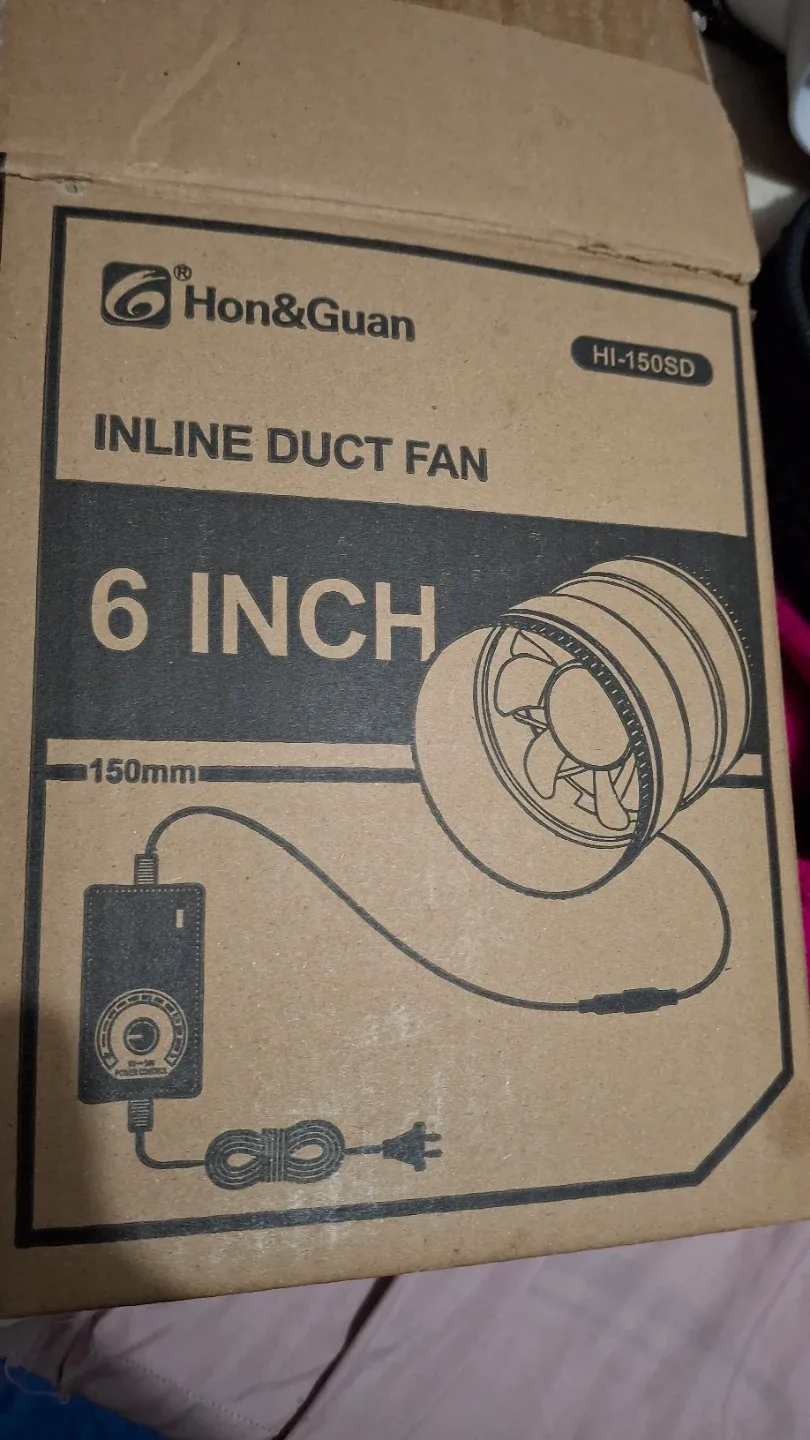 ® Hon&Guan
HI-150SD
INLINE DUCT FAN
6 INCH
150mm
POWER CONTROL